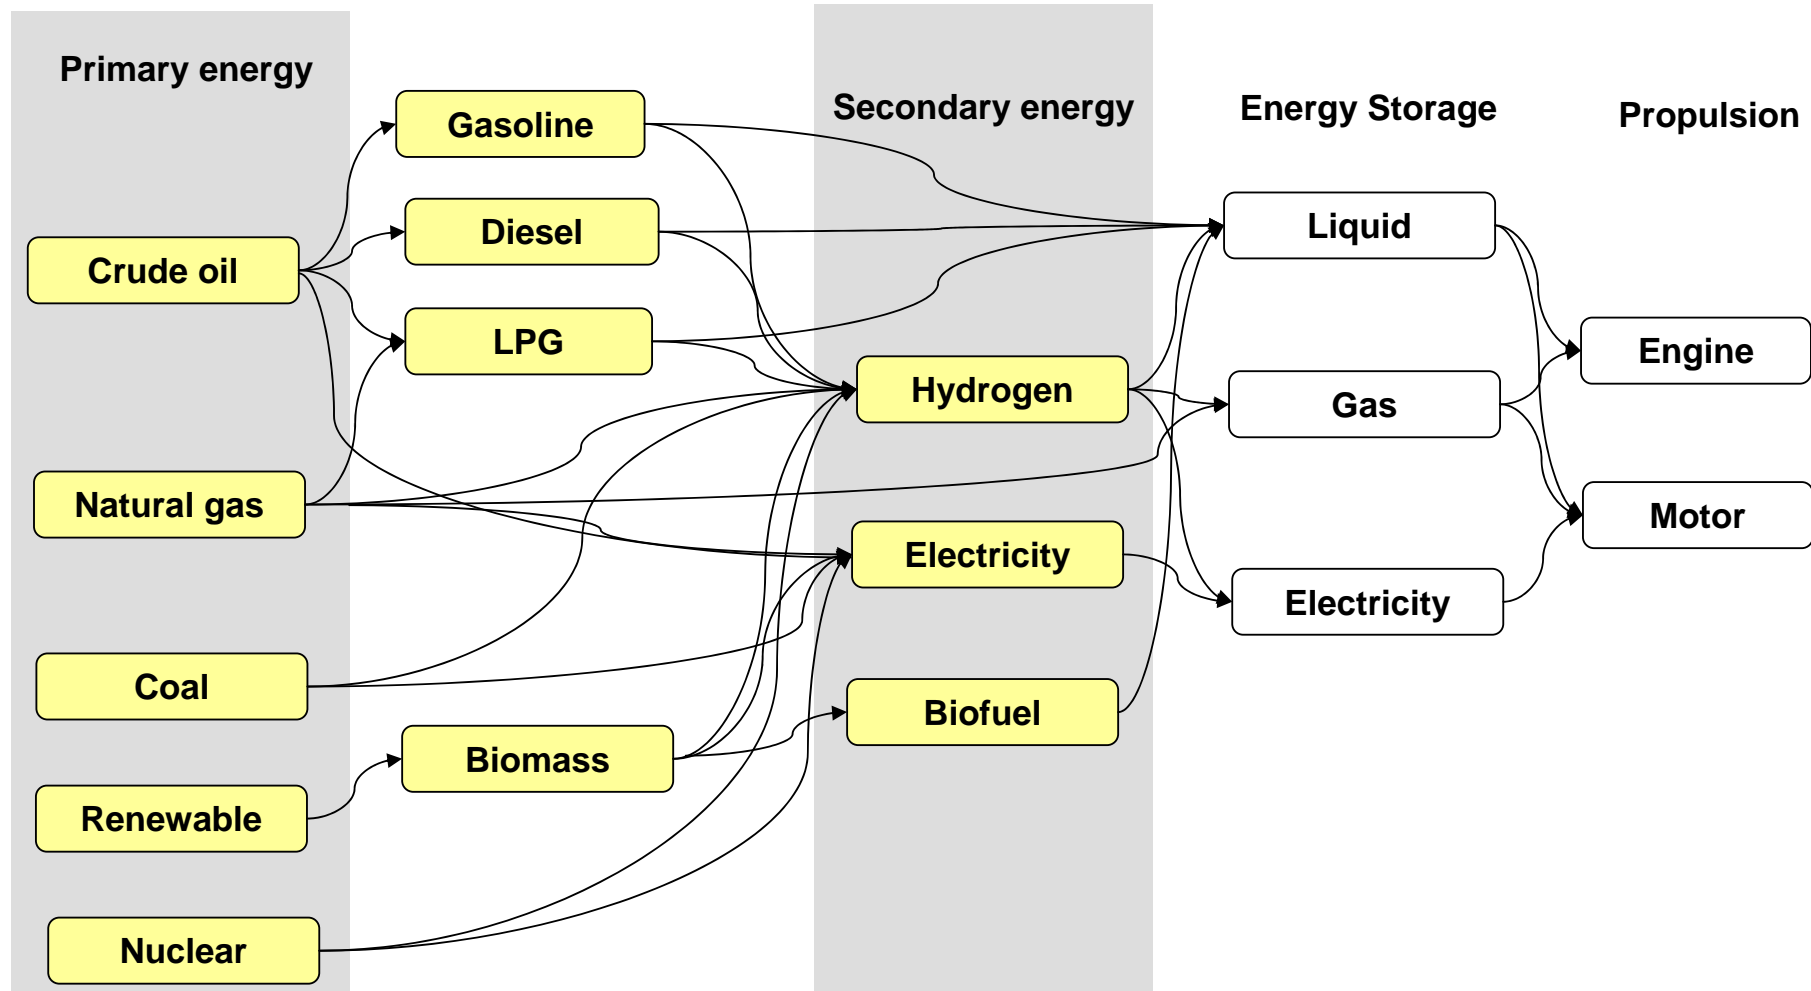 Primary energy
Secondary energy
Energy Storage
Propulsion
Gasoline
Diesel
LPG
Crude oil
Natural gas
Coal
Renewable
Nuclear
Biomass
Hydrogen
Electricity
Biofuel
Liquid
Gas
Electricity
Engine
Motor